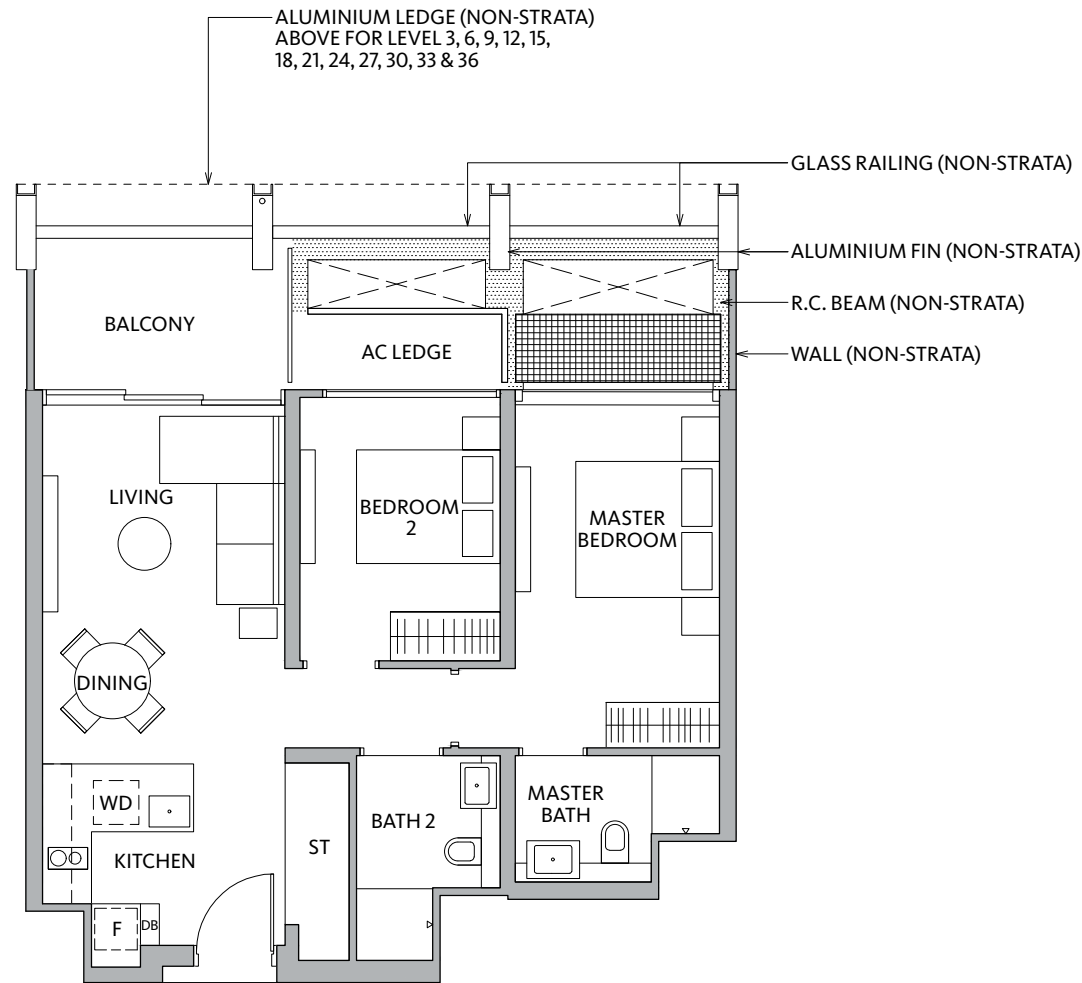 ALUMINIUM LEDGE (NON-STRATA)
ABOVE FOR LEVEL 3, 6, 9, 12, 15,
18, 21, 24, 27, 30, 33 & 36
GLASS RAILING (NON-STRATA)
ALUMINIUM FIN (NON-STRATA)
R.C. BEAM (NON-STRATA)
BALCONY
AC LEDGE
WALL (NON-STRATA)
LIVING
BEDROOM
2
MASTER
BEDROOM
DINING
WD
MASTER
BATH
BATH 2
ST
KITCHEN
F
DB